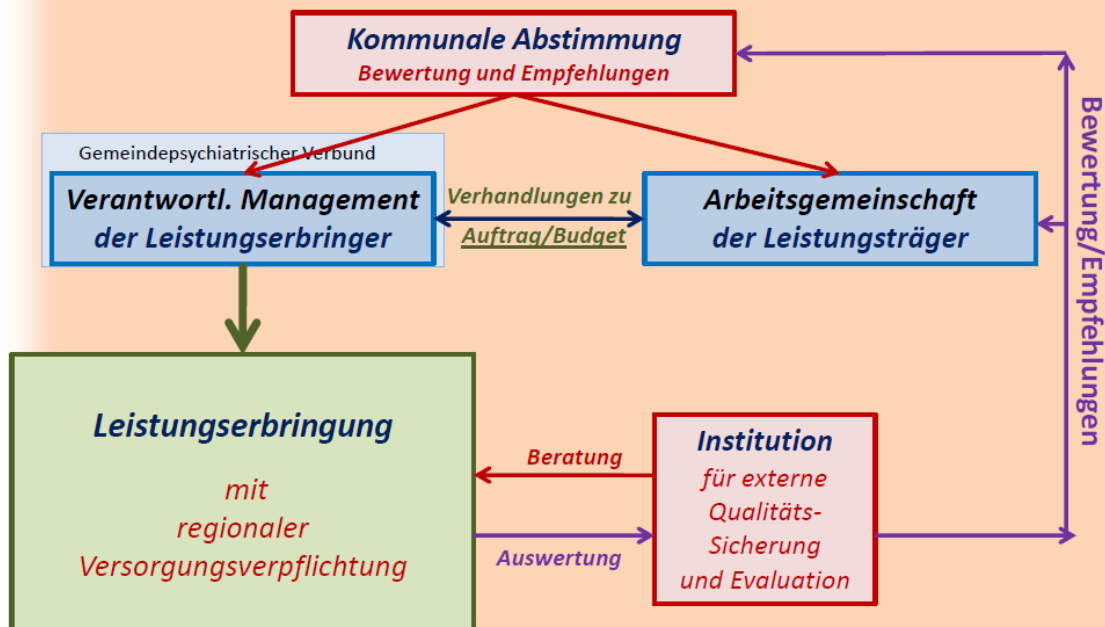 Kommunale Abstimmung
Bewertung und Empfehlungen
Gemeindepsychiatrischer Verbund
Verantwortl. Management
der Leistungserbringer
Verhandlungen zu
Auftrag/Budget
Arbeitsgemeinschaft
der Leistungsträger
Bewertung/Empfehlungen
Leistungserbringung
mit
regionaler
Versorgungsverpflichtung
Beratung
Auswertung
Institution
für externe
Qualitäts-
Sicherung
und Evaluation